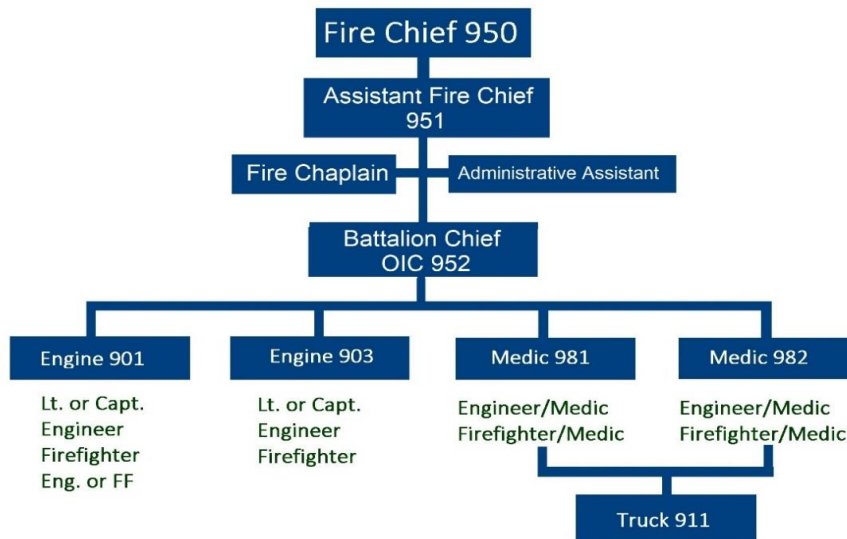 Fire Chief 950
Assistant Fire Chief
951
Fire Chaplain
Administrative Assistant
Battalion Chief
OIC 952
Engine 901
Lt. or Capt.
Engineer
Firefighter
Eng. or FF
Engine 903
Lt. or Capt.
Engineer
Firefighter
Medic 981
Engineer/Medic
Firefighter/Medic
Medic 982
Engineer/Medic
Firefighter/Medic
Truck 911